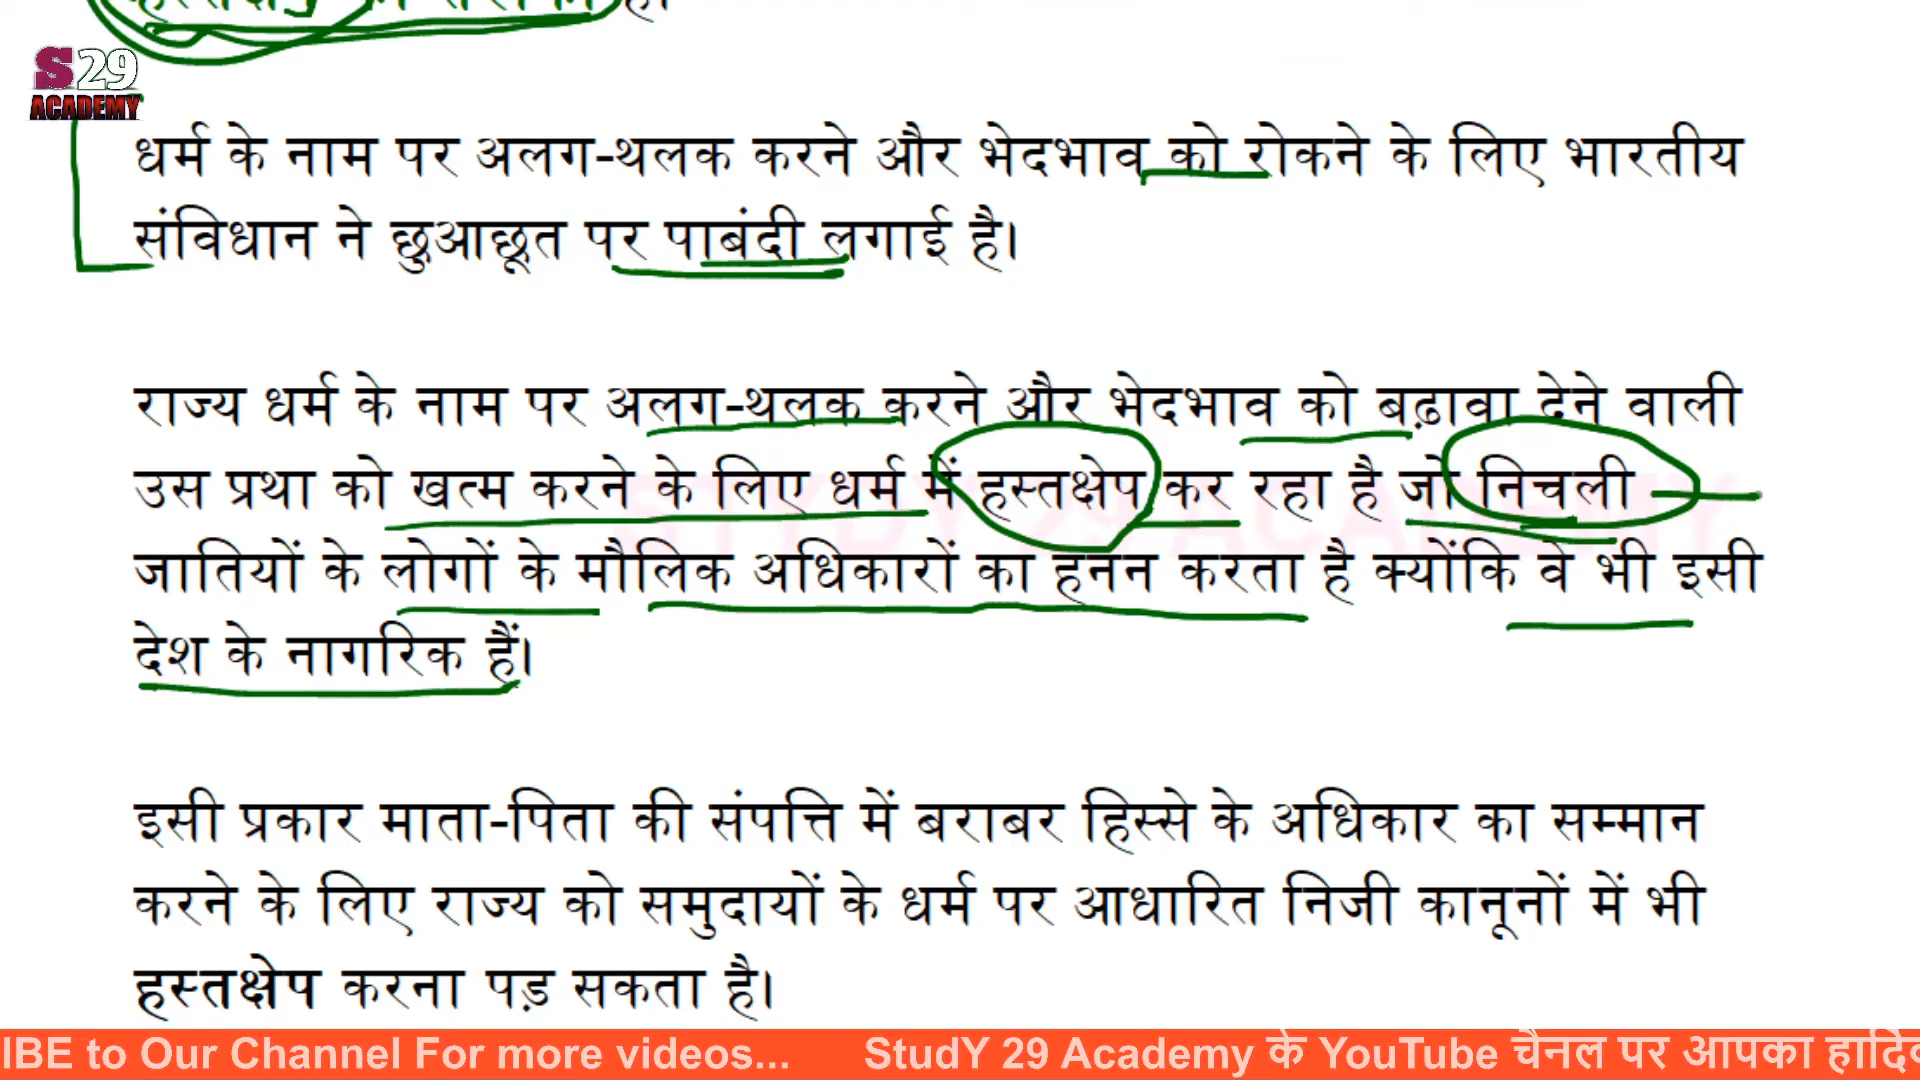 S29
ACADEMY
धर्म के नाम पर अलग-थलक करने और भेदभाव को रोकने के लिए भारतीय
संविधान ने छुआछूत पर पाबंदी लगाई है।
राज्य धर्म के नाम पर अलग-थलक करने और भेदभाव को बढ़ावा देने वाली
उस प्रथा को खत्म करने के लिए धर्म में हस्तक्षेप कर रहा है जो निचली
जातियों के लोगों के मौलिक अधिकारों का हनन करता है क्योंकि वे भी इसी
देश के नागरिक हैं।
इसी प्रकार माता-पिता की संपत्ति में बराबर हिस्से के अधिकार का सम्मान
करने के लिए राज्य को समुदायों के धर्म पर आधारित निजी कानूनों में भी
हस्तक्षेप करना पड़ सकता है।
IBE to Our Channel For more videos... StudY 29 Academy के YouTube चैनल पर आपका